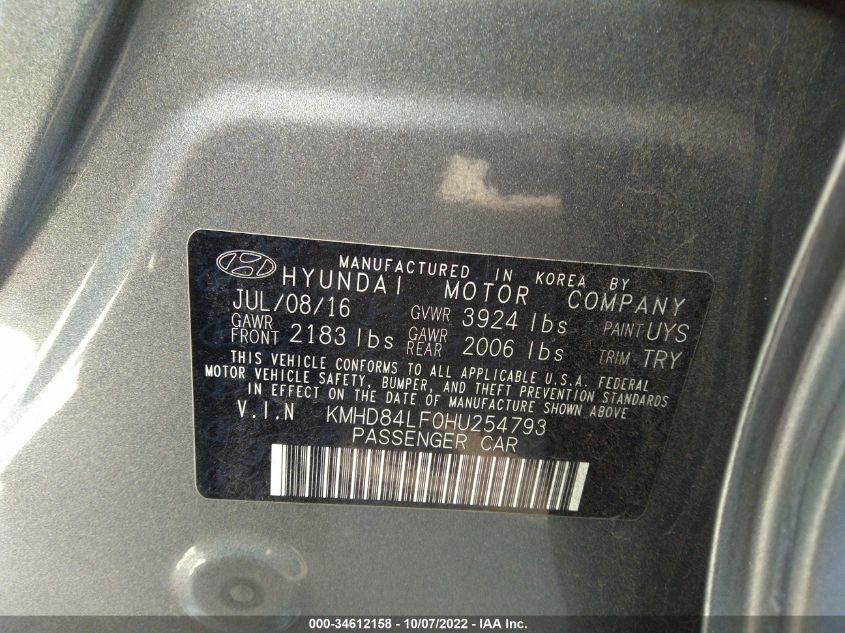 MANUFACTURED IN KOREA BY
HYUNDAI MOTOR COMPANY
JUL/08/16 GVWR 3924 lbs PAINT UYS
GAWR FRONT 2183 lbs GAWR REAR 2006 lbs TRIM TRY
THIS VEHICLE CONFORMS TO ALL APPLICABLE U.S.A. FEDERAL
MOTOR VEHICLE SAFETY, BUMPER, AND THEFT PREVENTION STANDARDS
IN EFFECT ON THE DATE OF MANUFACTURE SHOWN ABOVE
V.I.N KMHD84LF0HU254793
PASSENGER CAR
000-34612158 - 10/07/2022 - IAA Inc.